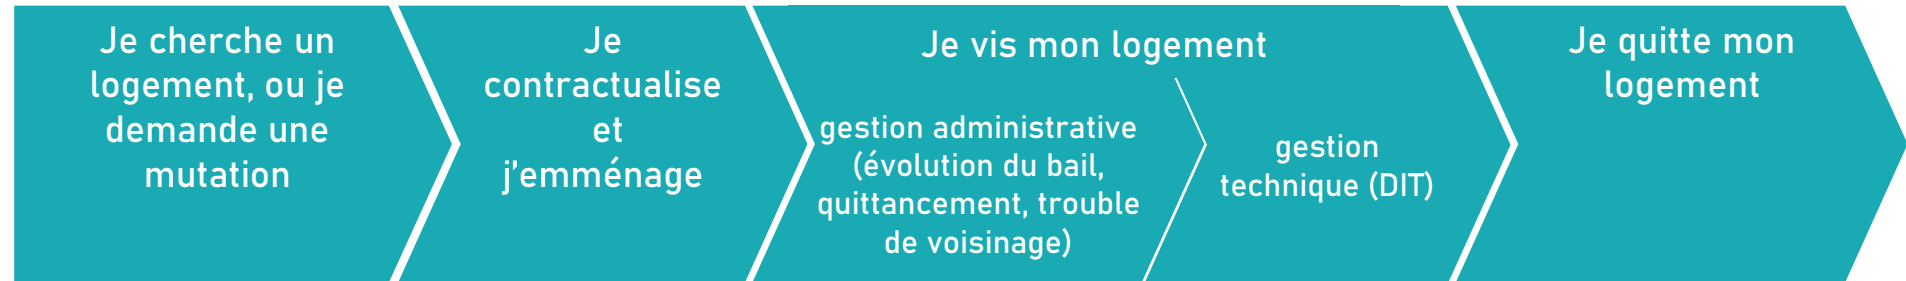 Je cherche un
logement, ou je
demande une
mutation
Je
contractualise
et
j'emménage
Je vis mon logement
gestion administrative
(évolution du bail,
quittancement, trouble
de voisinage)
gestion
technique (DIT)
Je quitte mon
logement